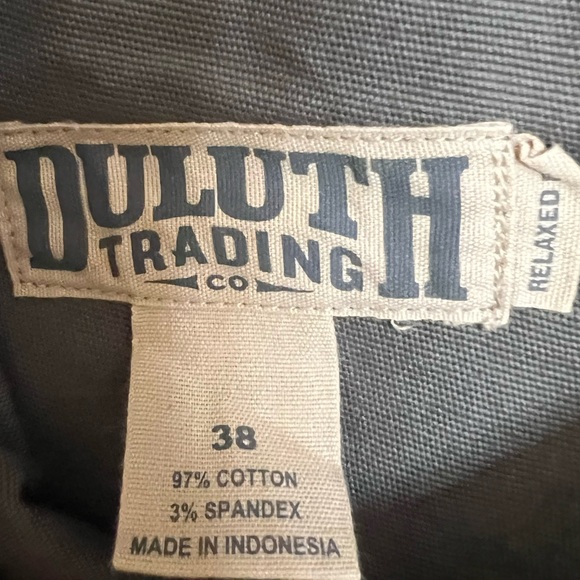 DULUTH
TRADING
CO
RELAXED
38
97% COTTON
3% SPANDEX
MADE IN INDONESIA